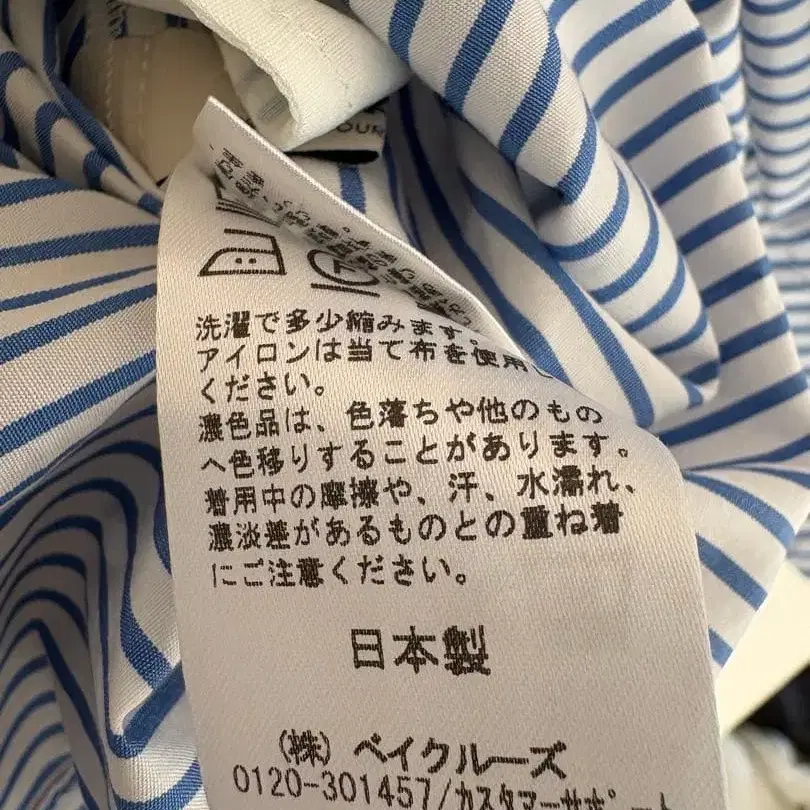 OUR
洗濯で多少縮みます。
アイロンは当て布を使用し
ください。
濃色品は、色落ちや他のもの
へ色移りすることがあります。
着用中の摩擦や、汗、水濡れ、
濃淡差があるものとの重ね着
にご注意ください。
日本製
(株) ベイクルーズ
0120-301457/カスタマーサポート